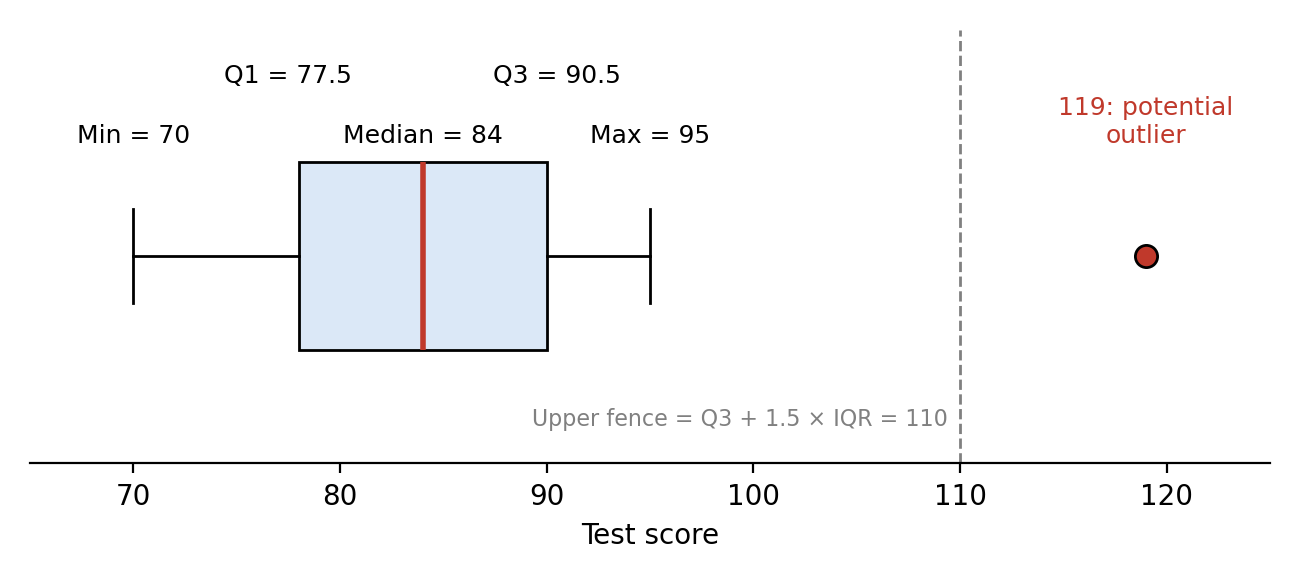 Q1 = 77.5
Q3 = 90.5
Min = 70
Median = 84
Max = 95
119: potential
outlier
Upper fence = Q3 + 1.5 × IQR = 110
70
80
90
100
110
120
Test score